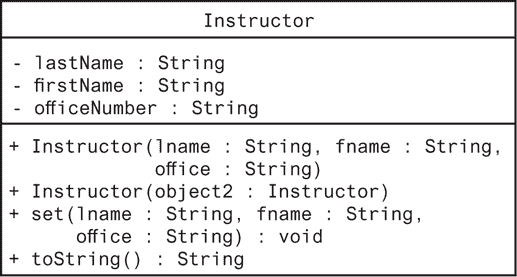 Instructor
- lastName : String
- firstName : String
- officeNumber : String
+ Instructor(lname : String, fname : String,
office : String)
+ Instructor(object2 : Instructor)
+ set(lname : String, fname : String,
office : String) : void
+ toString() : String